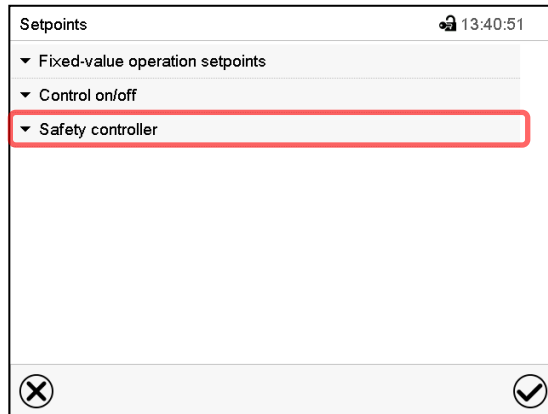 Setpoints 13:40:51
Fixed-value operation setpoints
Control on/off
Safety controller